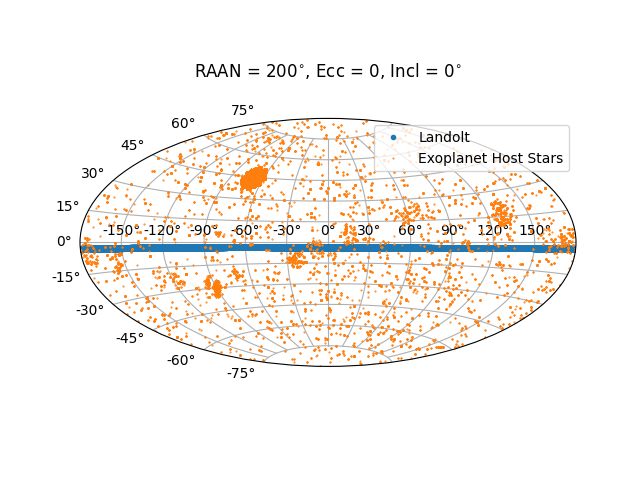 RAAN = 200°, Ecc = 0, Incl = 0°
75°
60°
45°
30°
15°
0°
-15°
-30°
-45°
-60°
-75°
-150° -120° -90° -60° -30° 0° 30° 60° 90° 120° 150°
Landolt
Exoplanet Host Stars